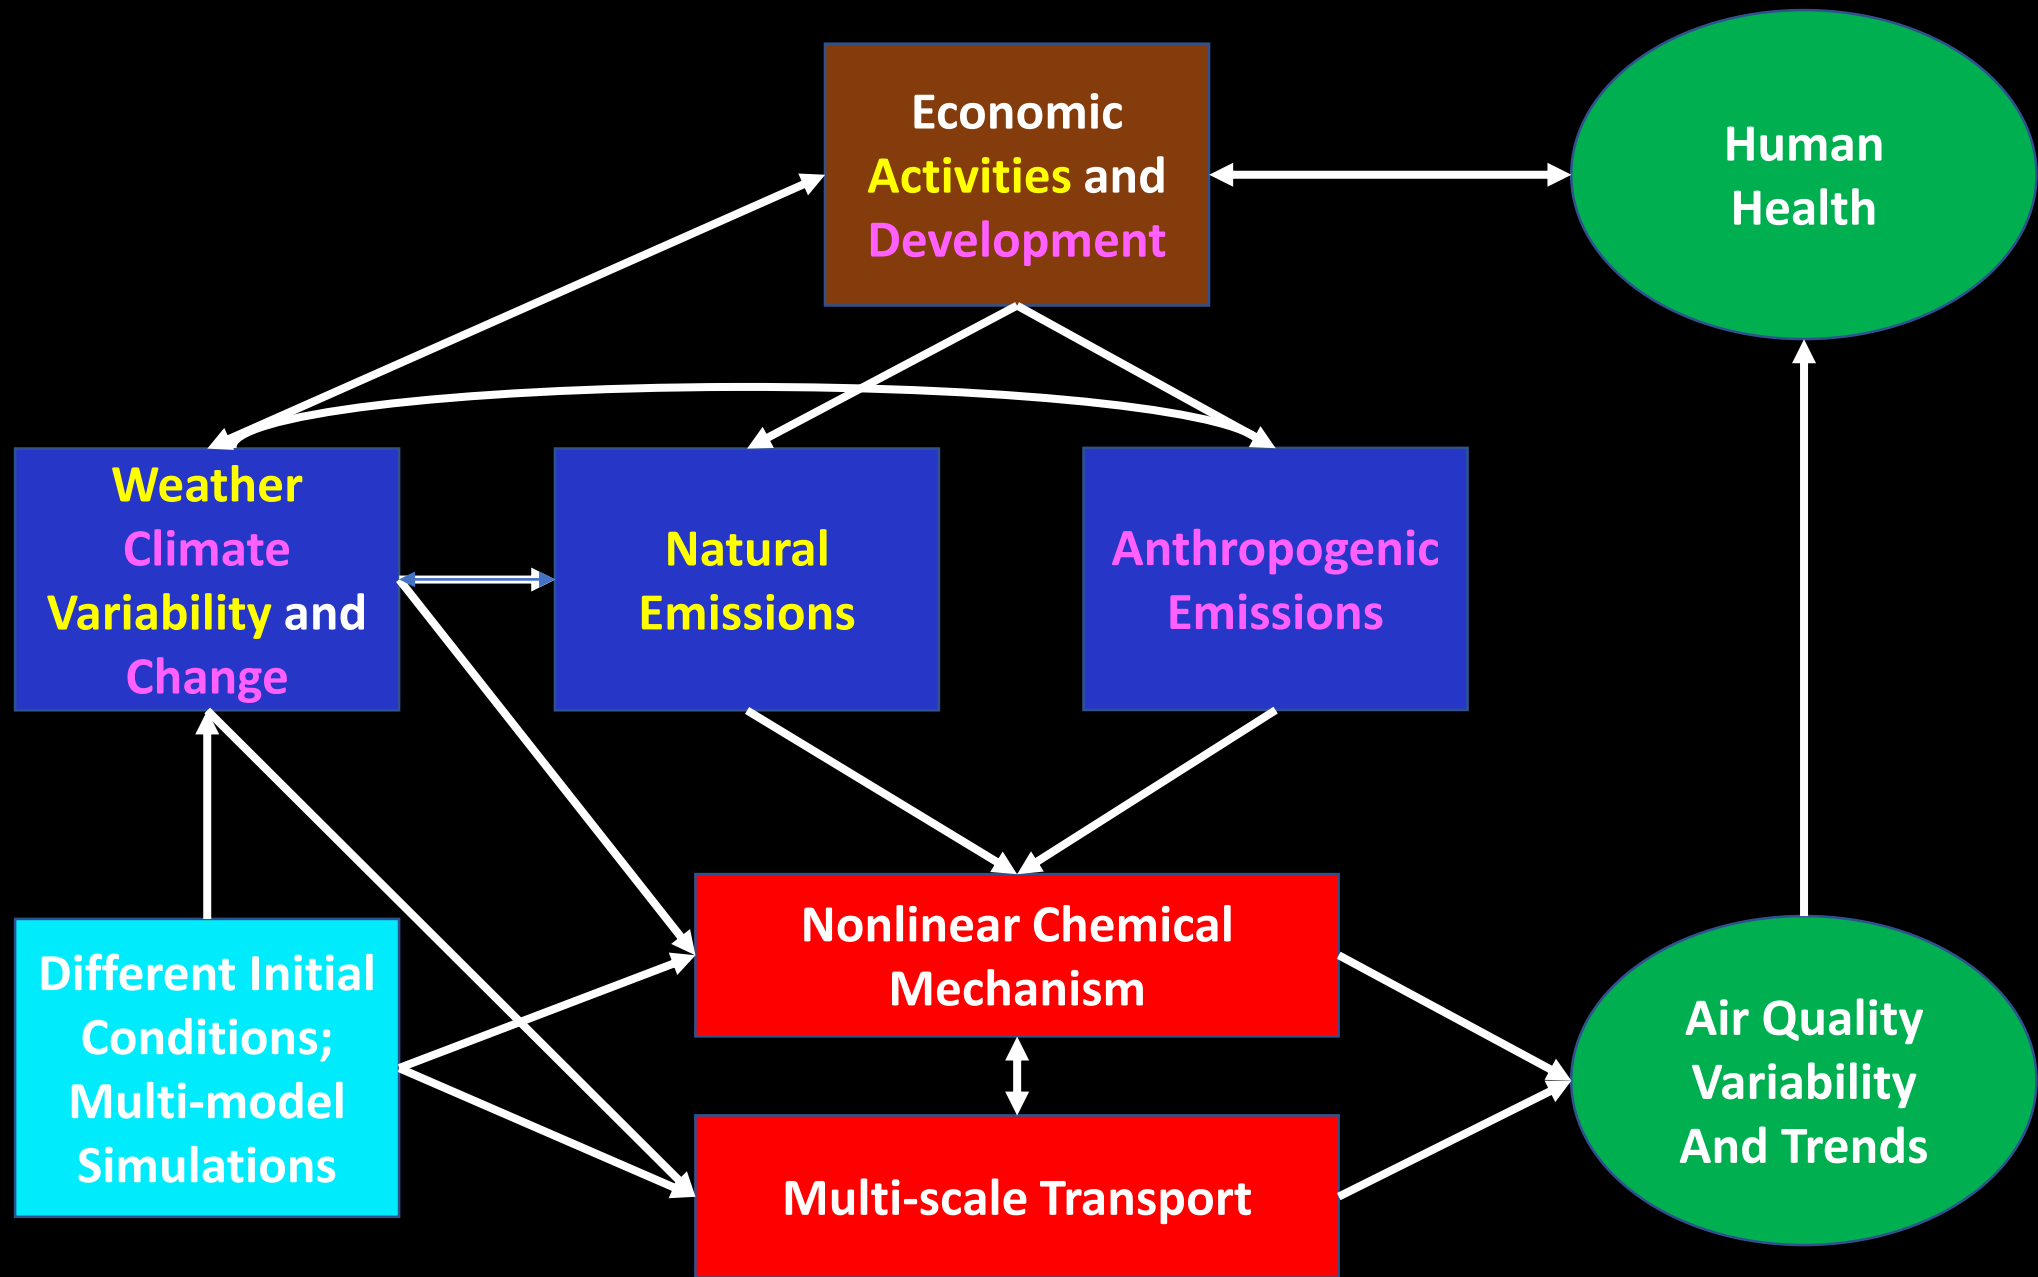 Economic
Activities and
Development
Human
Health
Weather
Climate
Variability and
Change
Natural
Emissions
Anthropogenic
Emissions
Different Initial
Conditions;
Multi-model
Simulations
Nonlinear Chemical
Mechanism
Multi-scale Transport
Air Quality
Variability
And Trends